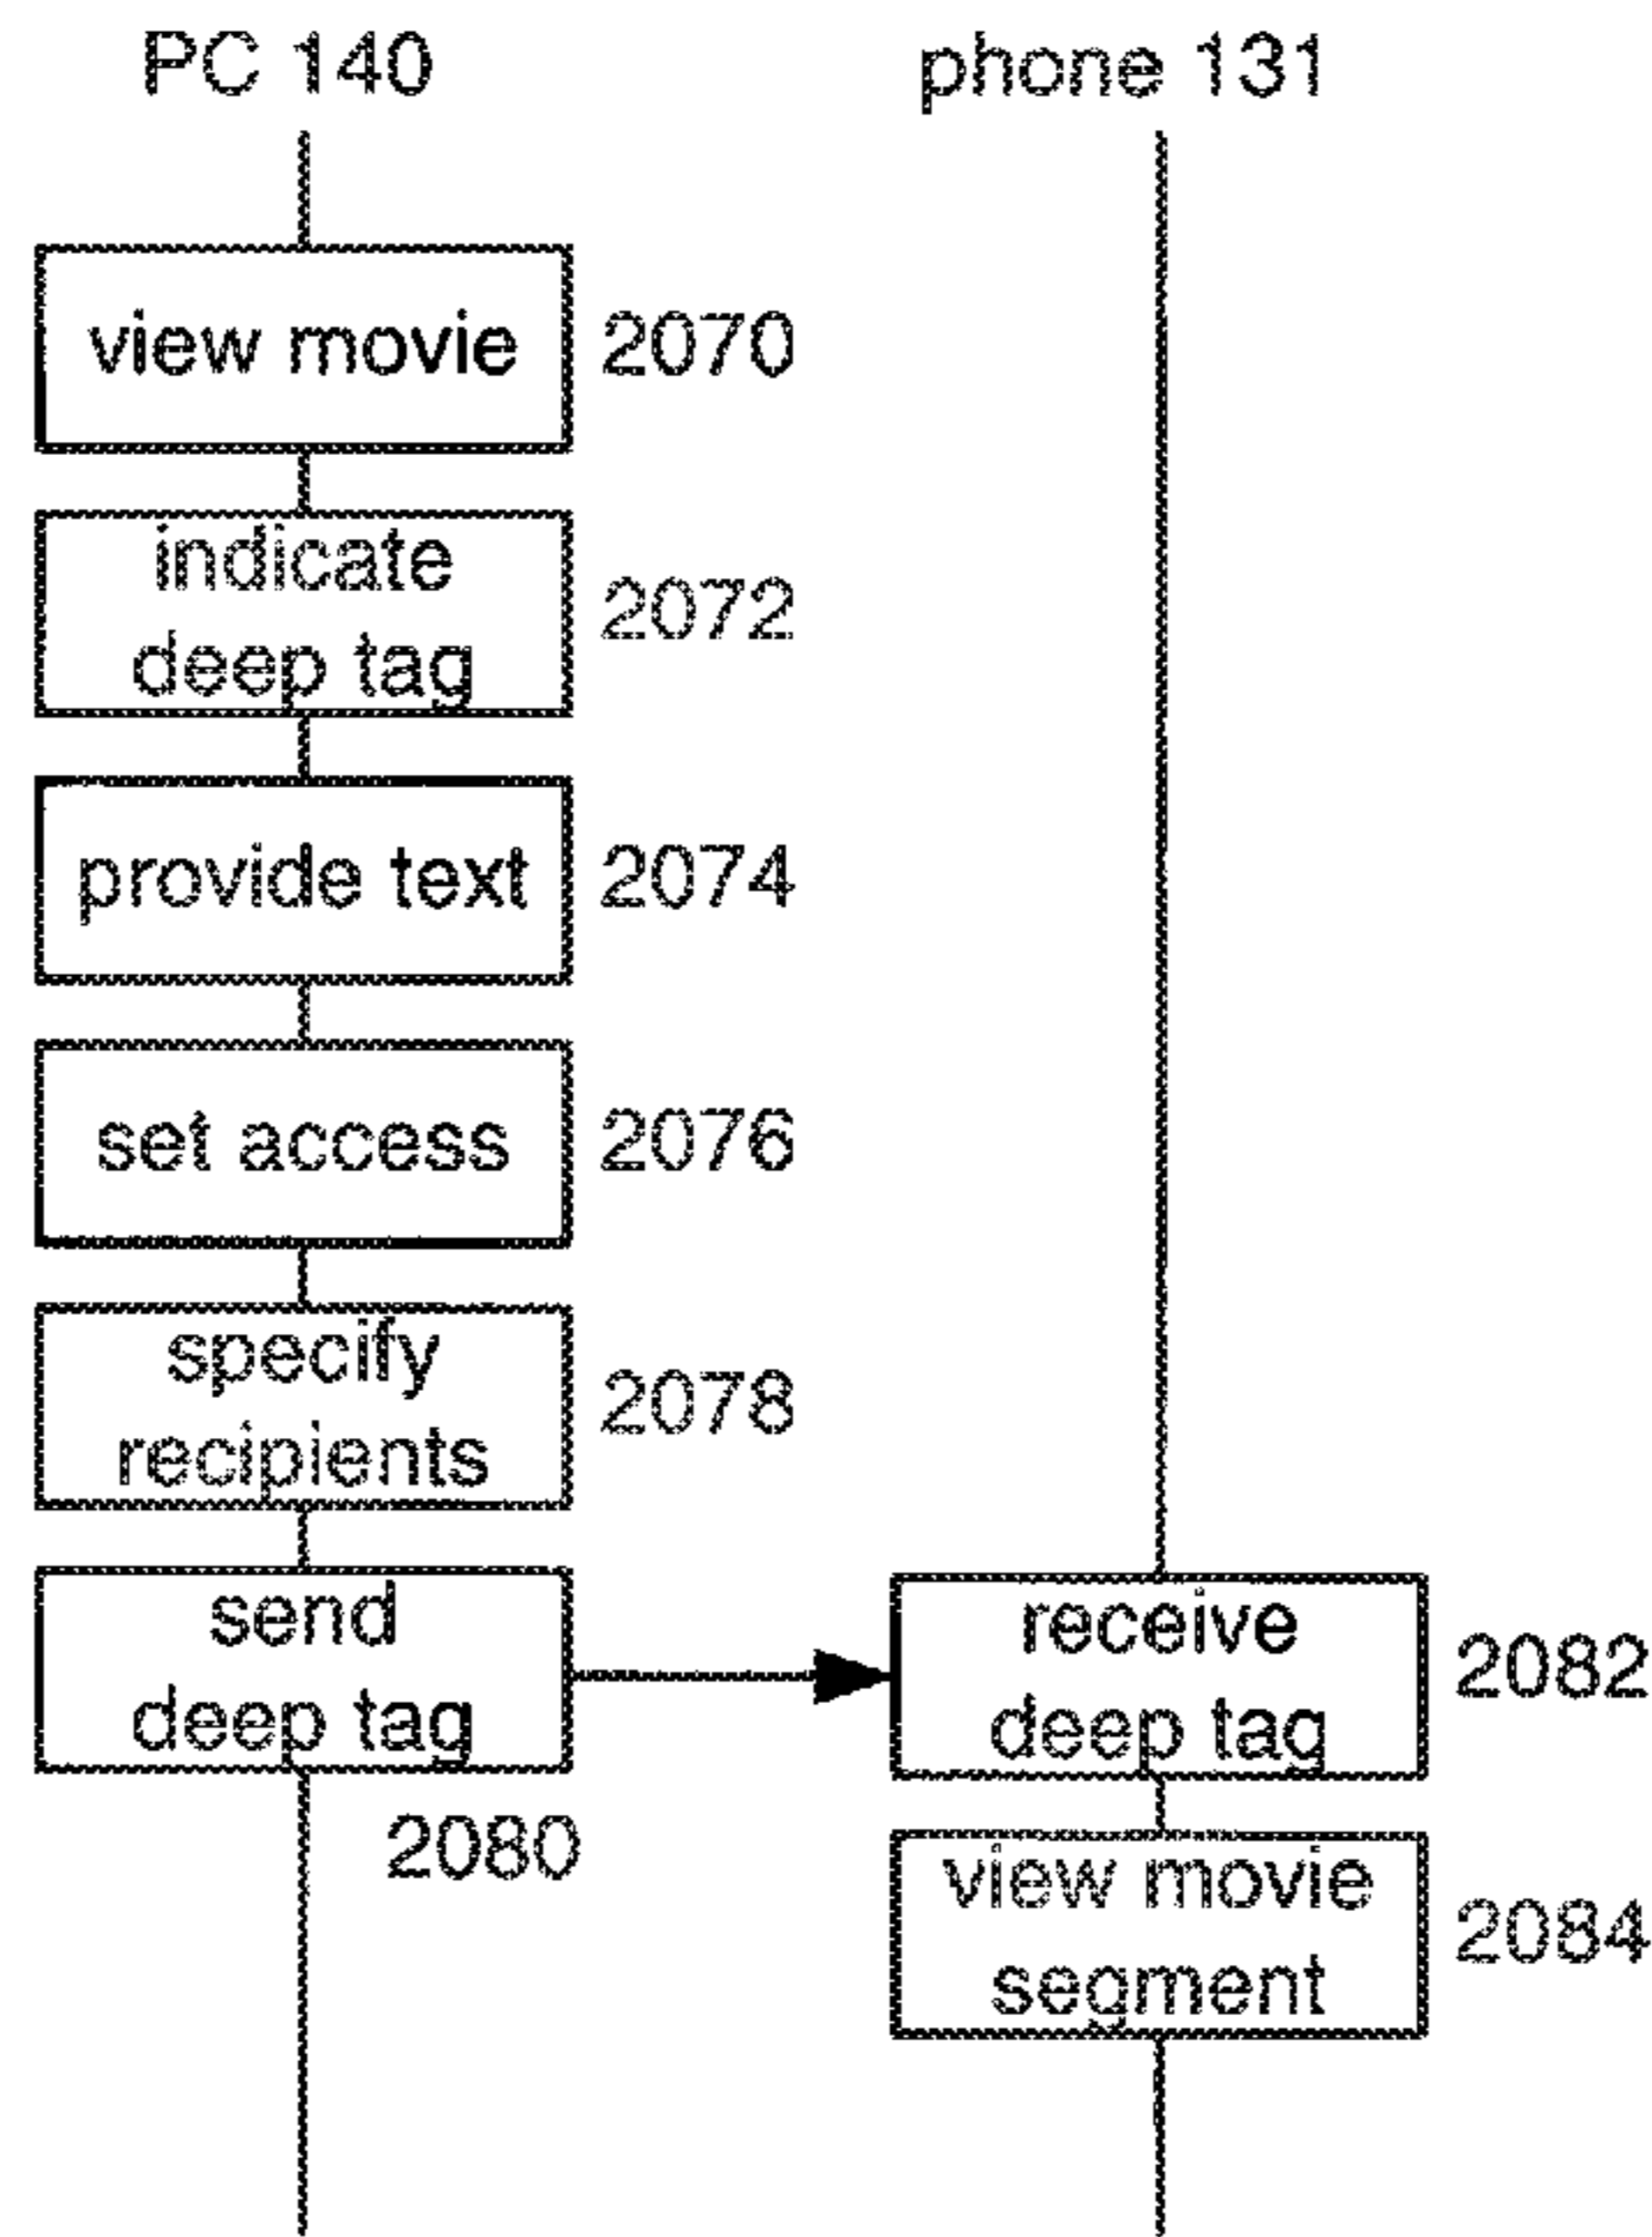 PC 140
phone 131
view movie
2070
indicate
deep tag
2072
provide text
2074
set access
2076
specify
recipients
2078
send
deep tag
2080
receive
deep tag
2082
view movie
segment
2084